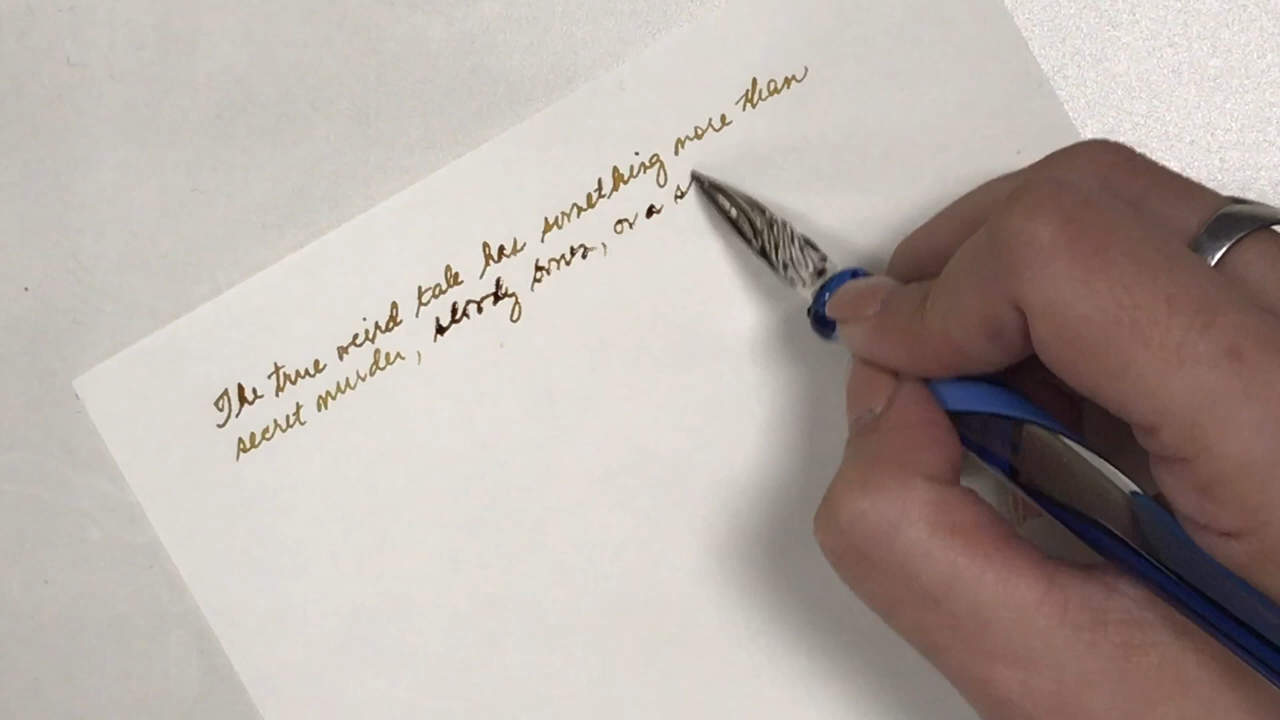 The true weird tale has something more than
secret murder, bloody bones, or a s